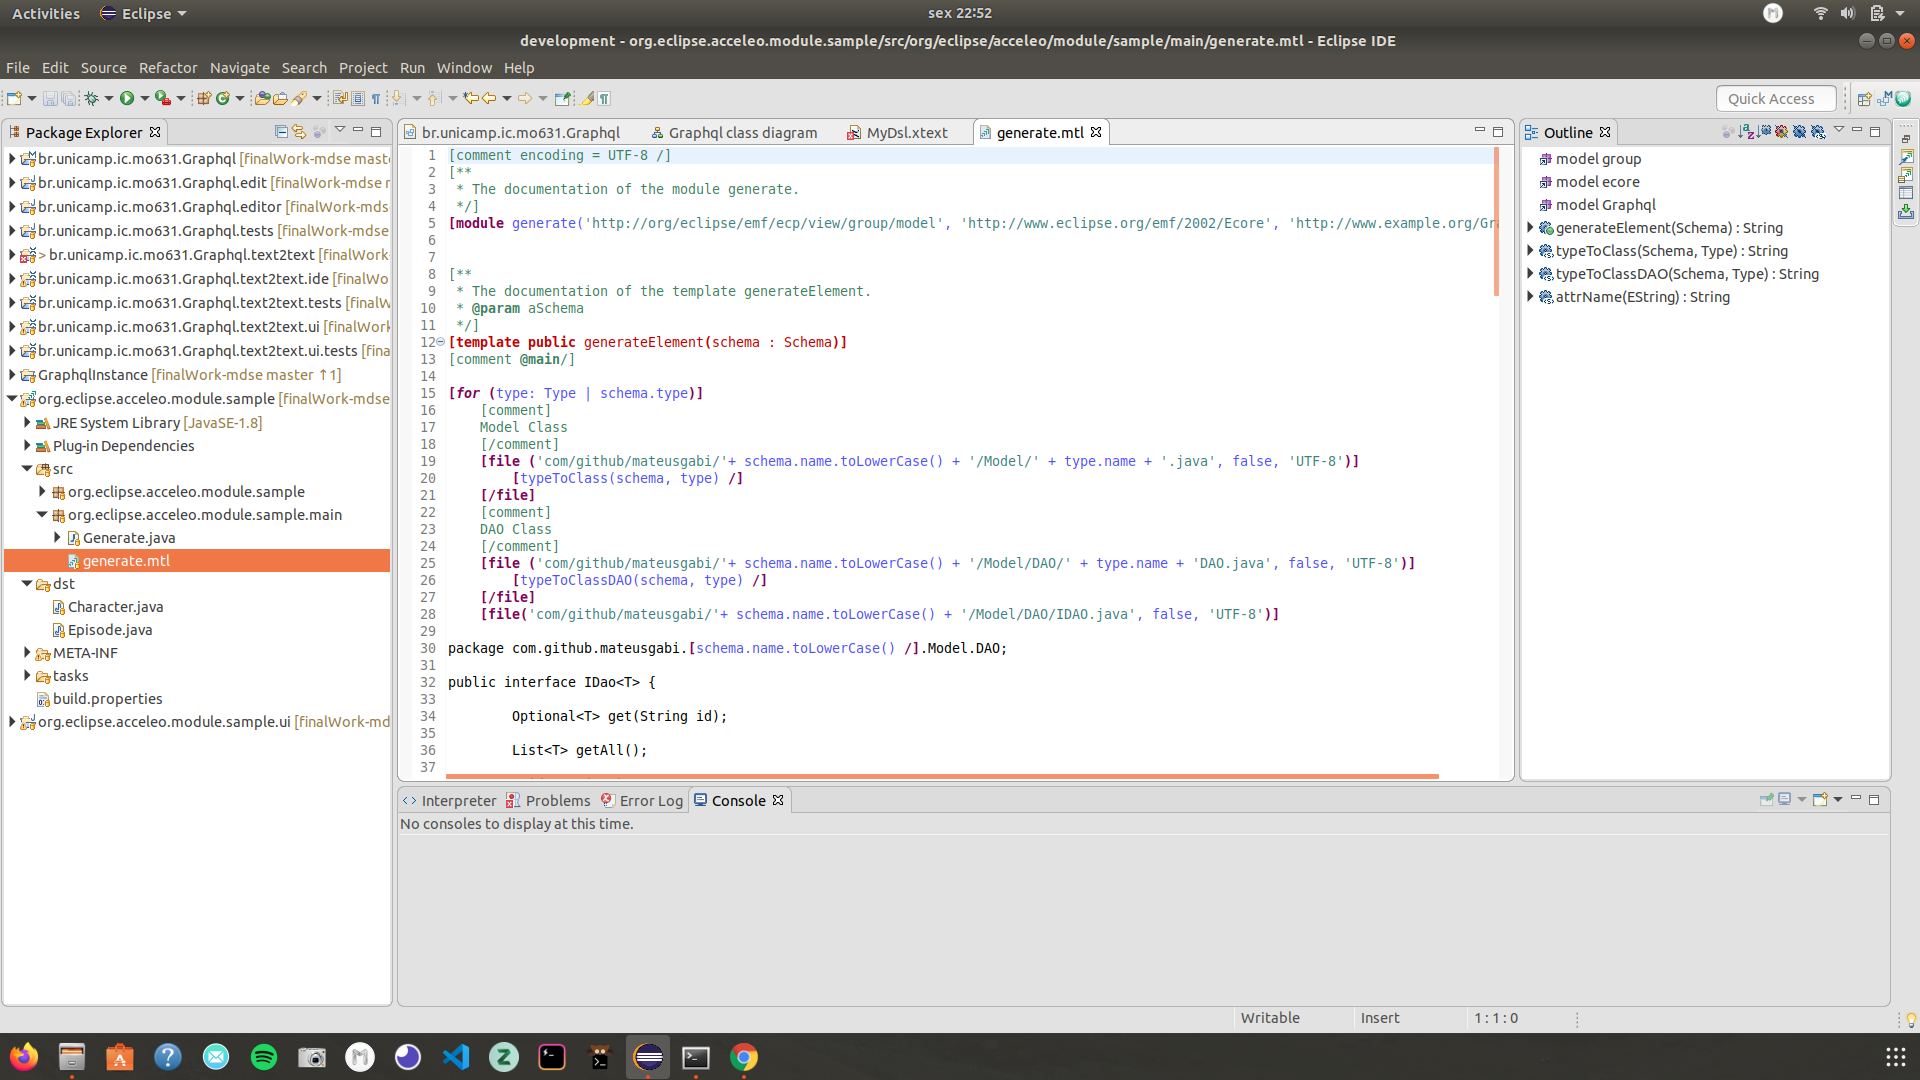 Activities
Eclipse
sex 22:52
development - org.eclipse.acceleo.module.sample/src/org/eclipse/acceleo/module/sample/main/generate.mtl - Eclipse IDE
File Edit Source Refactor Navigate Search Project Run Window Help
Quick Access
Package Explorer
br.unicamp.ic.mo631.Graphql [finalWork-mdse mast
br.unicamp.ic.mo631.Graphql.edit [finalWork-mdse
br.unicamp.ic.mo631.Graphql.editor [finalWork-mds
br.unicamp.ic.mo631.Graphql.tests [finalWork-mdse
> br.unicamp.ic.mo631.Graphql.text2text [finalWork-
br.unicamp.ic.mo631.Graphql.text2text.ide [finalWo
br.unicamp.ic.mo631.Graphql.text2text.tests [finalW
br.unicamp.ic.mo631.Graphql.text2text.ui [finalWork
br.unicamp.ic.mo631.Graphql.text2text.ui.tests [fina
GraphqlInstance [finalWork-mdse master ↑1]
org.eclipse.acceleo.module.sample [finalWork-mdse
JRE System Library [JavaSE-1.8]
Plug-in Dependencies
src
org.eclipse.acceleo.module.sample
org.eclipse.acceleo.module.sample.main
Generate.java
generate.mtl
dst
Character.java
Episode.java
META-INF
tasks
build.properties
org.eclipse.acceleo.module.sample.ui [finalWork-md
br.unicamp.ic.mo631.Graphql
Graphql class diagram
MyDsl.xtext
generate.mtl
1 [comment encoding = UTF-8 /]
2 [**
3 * The documentation of the module generate.
4 */]
5 [module generate('http://org/eclipse/emf/ecp/view/group/model', 'http://www.eclipse.org/emf/2002/Ecore', 'http://www.example.org/Gra
6
7
8 [**
9 * The documentation of the template generateElement.
10 * @param aSchema
11 */]
12 [template public generateElement(schema : Schema)]
13 [comment @main/]
14
15 [for (type: Type | schema.type)]
16 [comment]
17 Model Class
18 [/comment]
19 [file ('com/github/mateusgabi/'+ schema.name.toLowerCase() + '/Model/' + type.name + '.java', false, 'UTF-8')]
20 [typeToClass(schema, type) /]
21 [/file]
22 [comment]
23 DAO Class
24 [/comment]
25 [file ('com/github/mateusgabi/'+ schema.name.toLowerCase() + '/Model/DAO/' + type.name + 'DAO.java', false, 'UTF-8')]
26 [typeToClassDAO(schema, type) /]
27 [/file]
28 [file('com/github/mateusgabi/'+ schema.name.toLowerCase() + '/Model/DAO/IDAO.java', false, 'UTF-8')]
29
30 package com.github.mateusgabi.[schema.name.toLowerCase() /].Model.DAO;
31
32 public interface IDao<T> {
33
34 Optional<T> get(String id);
35
36 List<T> getAll();
37
Outline
model group
model ecore
model Graphql
generateElement(Schema) : String
typeToClass(Schema, Type) : String
typeToClassDAO(Schema, Type) : String
attrName(EString) : String
Interpreter
Problems
Error Log
Console
No consoles to display at this time.
Writable
Insert
1 : 1 : 0